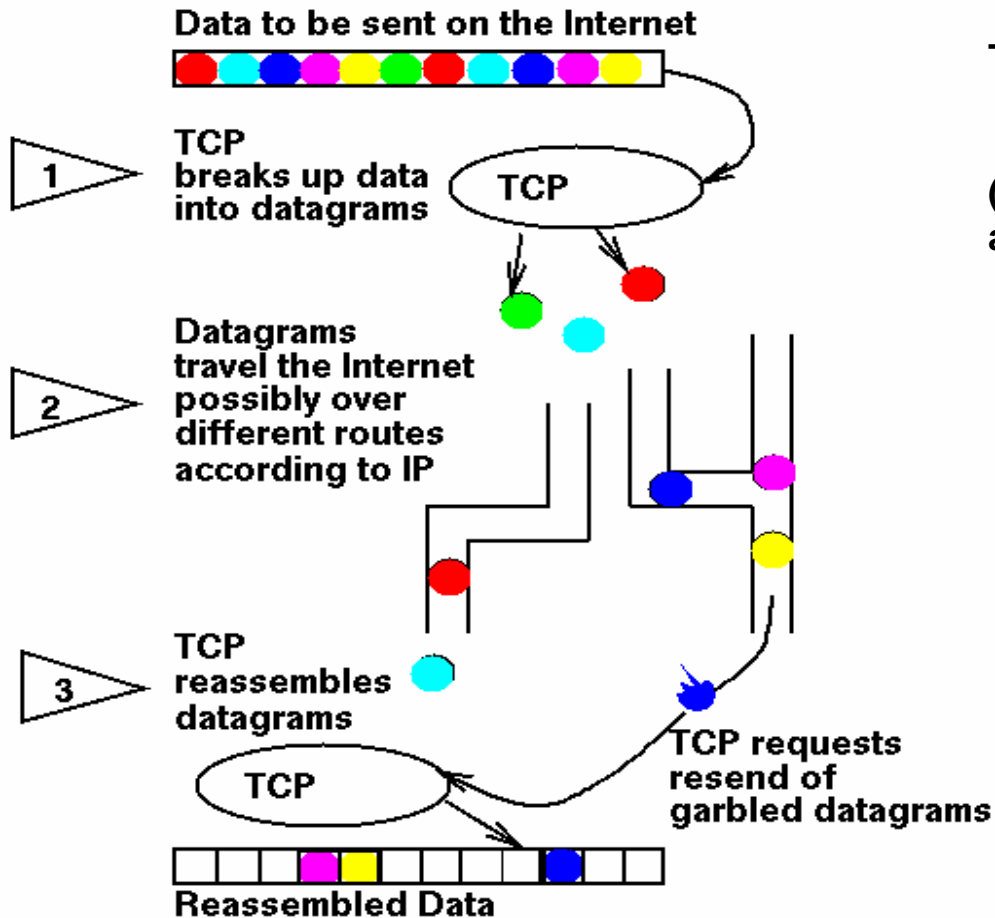 Data to be sent on the Internet
1
TCP
breaks up data
into datagrams
TCP
2
Datagrams
travel the Internet
possibly over
different routes
according to IP
3
TCP
reassembles
datagrams
TCP
TCP requests
resend of
garbled datagrams
Reassembled Data